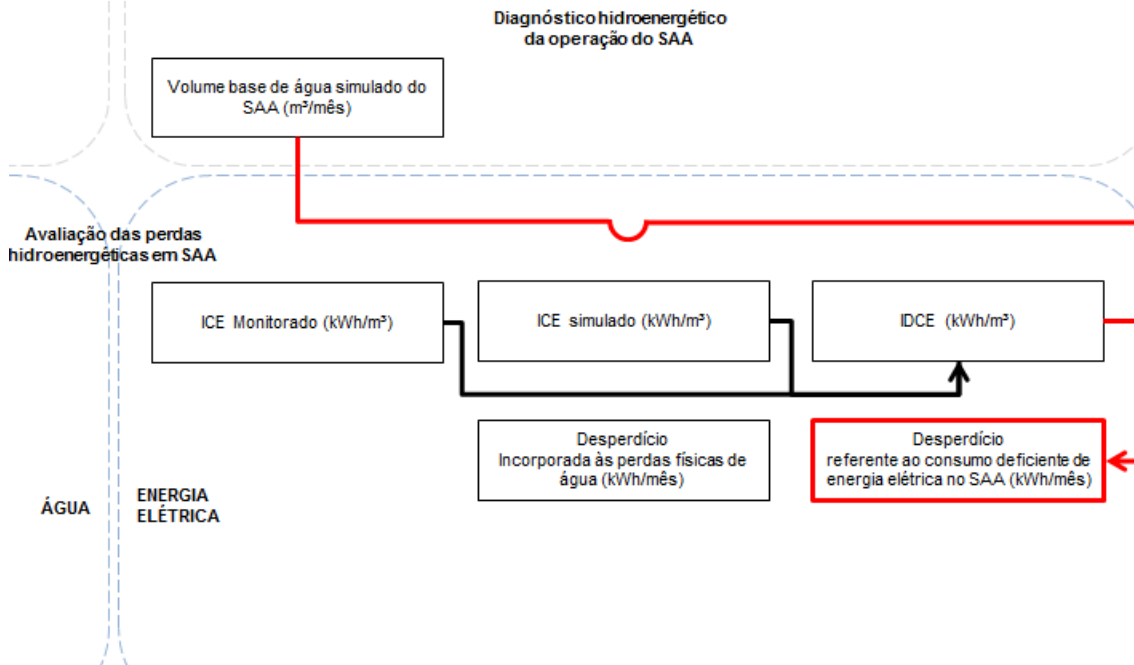 Diagnóstico hidroenergético
da operação do SAA
Volume base de água simulado do
SAA (m³/mês)
Avaliação das perdas
hidroenergéticas em SAA
ICE Monitorado (kWh/m³)
ICE simulado (kWh/m³)
IDCE (kWh/m³)
Desperdício
Incorporada às perdas físicas de
água (kWh/mês)
Desperdício
referente ao consumo deficiente de
energia elétrica no SAA (kWh/mês)
ÁGUA
ENERGIA
ELÉTRICA